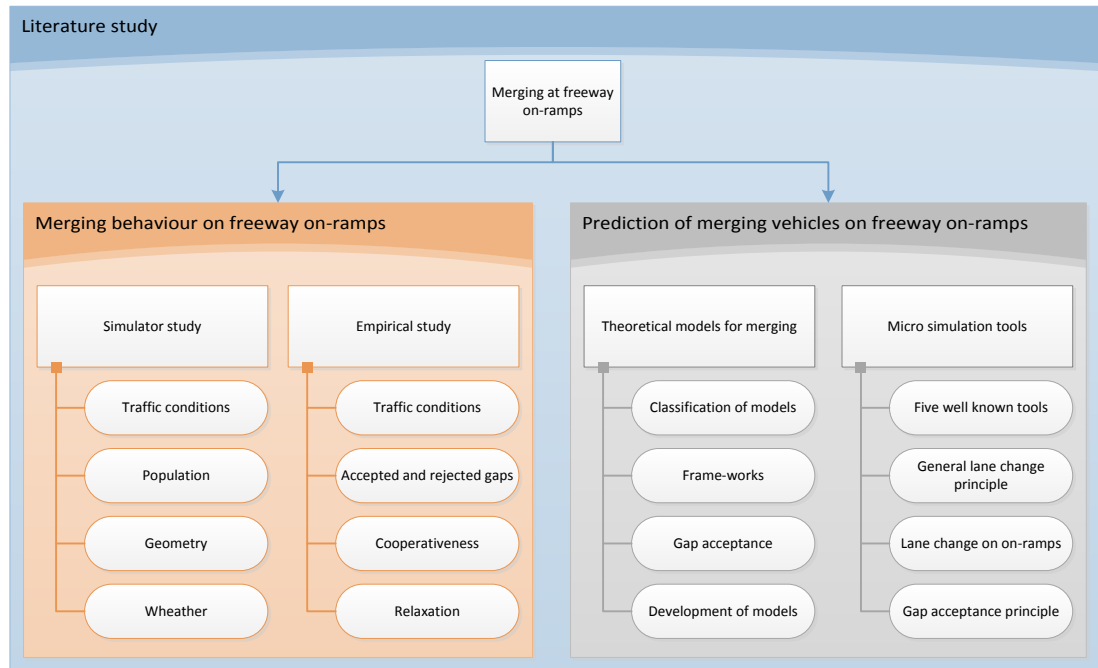 Literature study
Merging at freeway
on-ramps
Merging behaviour on freeway on-ramps
Simulator study
Traffic conditions
Population
Geometry
Wheather
Empirical study
Traffic conditions
Accepted and rejected gaps
Cooperativeness
Relaxation
Prediction of merging vehicles on freeway on-ramps
Theoretical models for merging
Classification of models
Frame-works
Gap acceptance
Development of models
Micro simulation tools
Five well known tools
General lane change
principle
Lane change on on-ramps
Gap acceptance principle